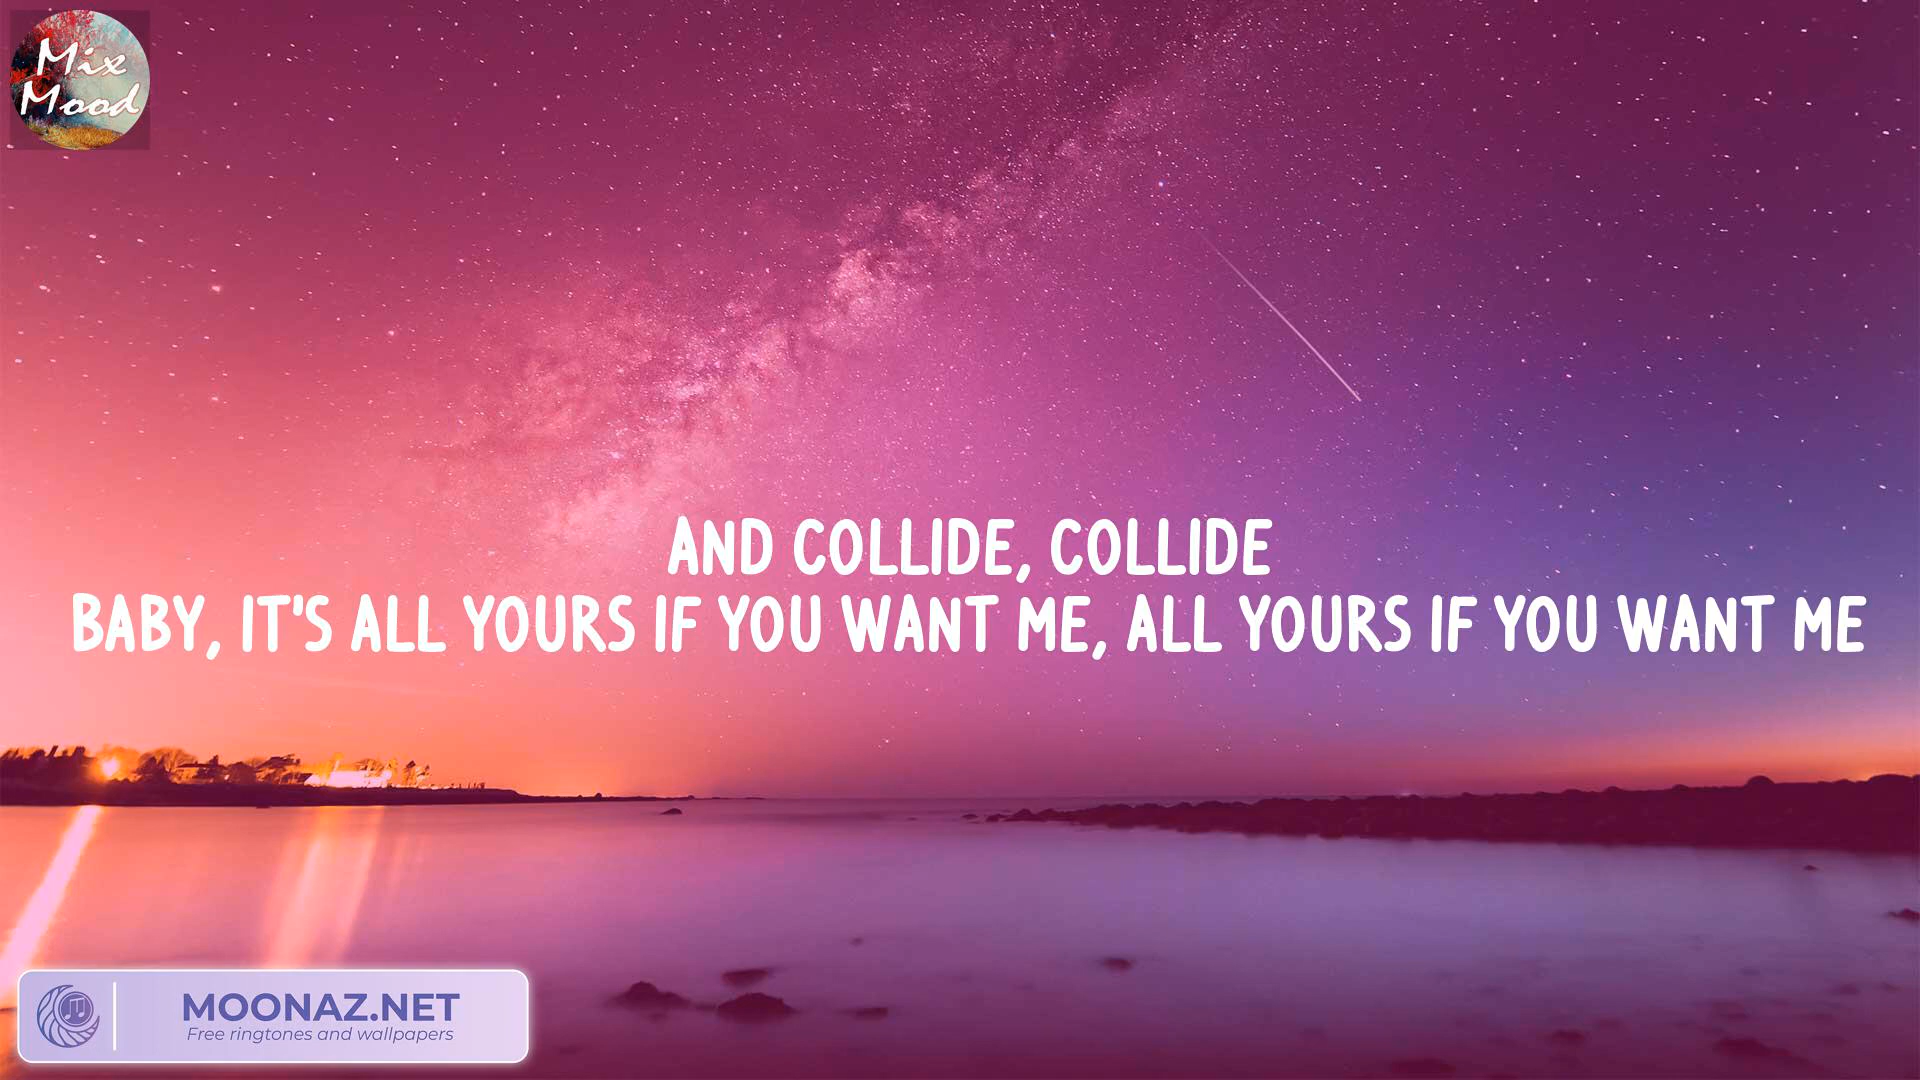 Mix
Mood
AND COLLIDE, COLLIDE
BABY, IT'S ALL YOURS IF YOU WANT ME, ALL YOURS IF YOU WANT ME
MOONAZ.NET
Free ringtones and wallpapers